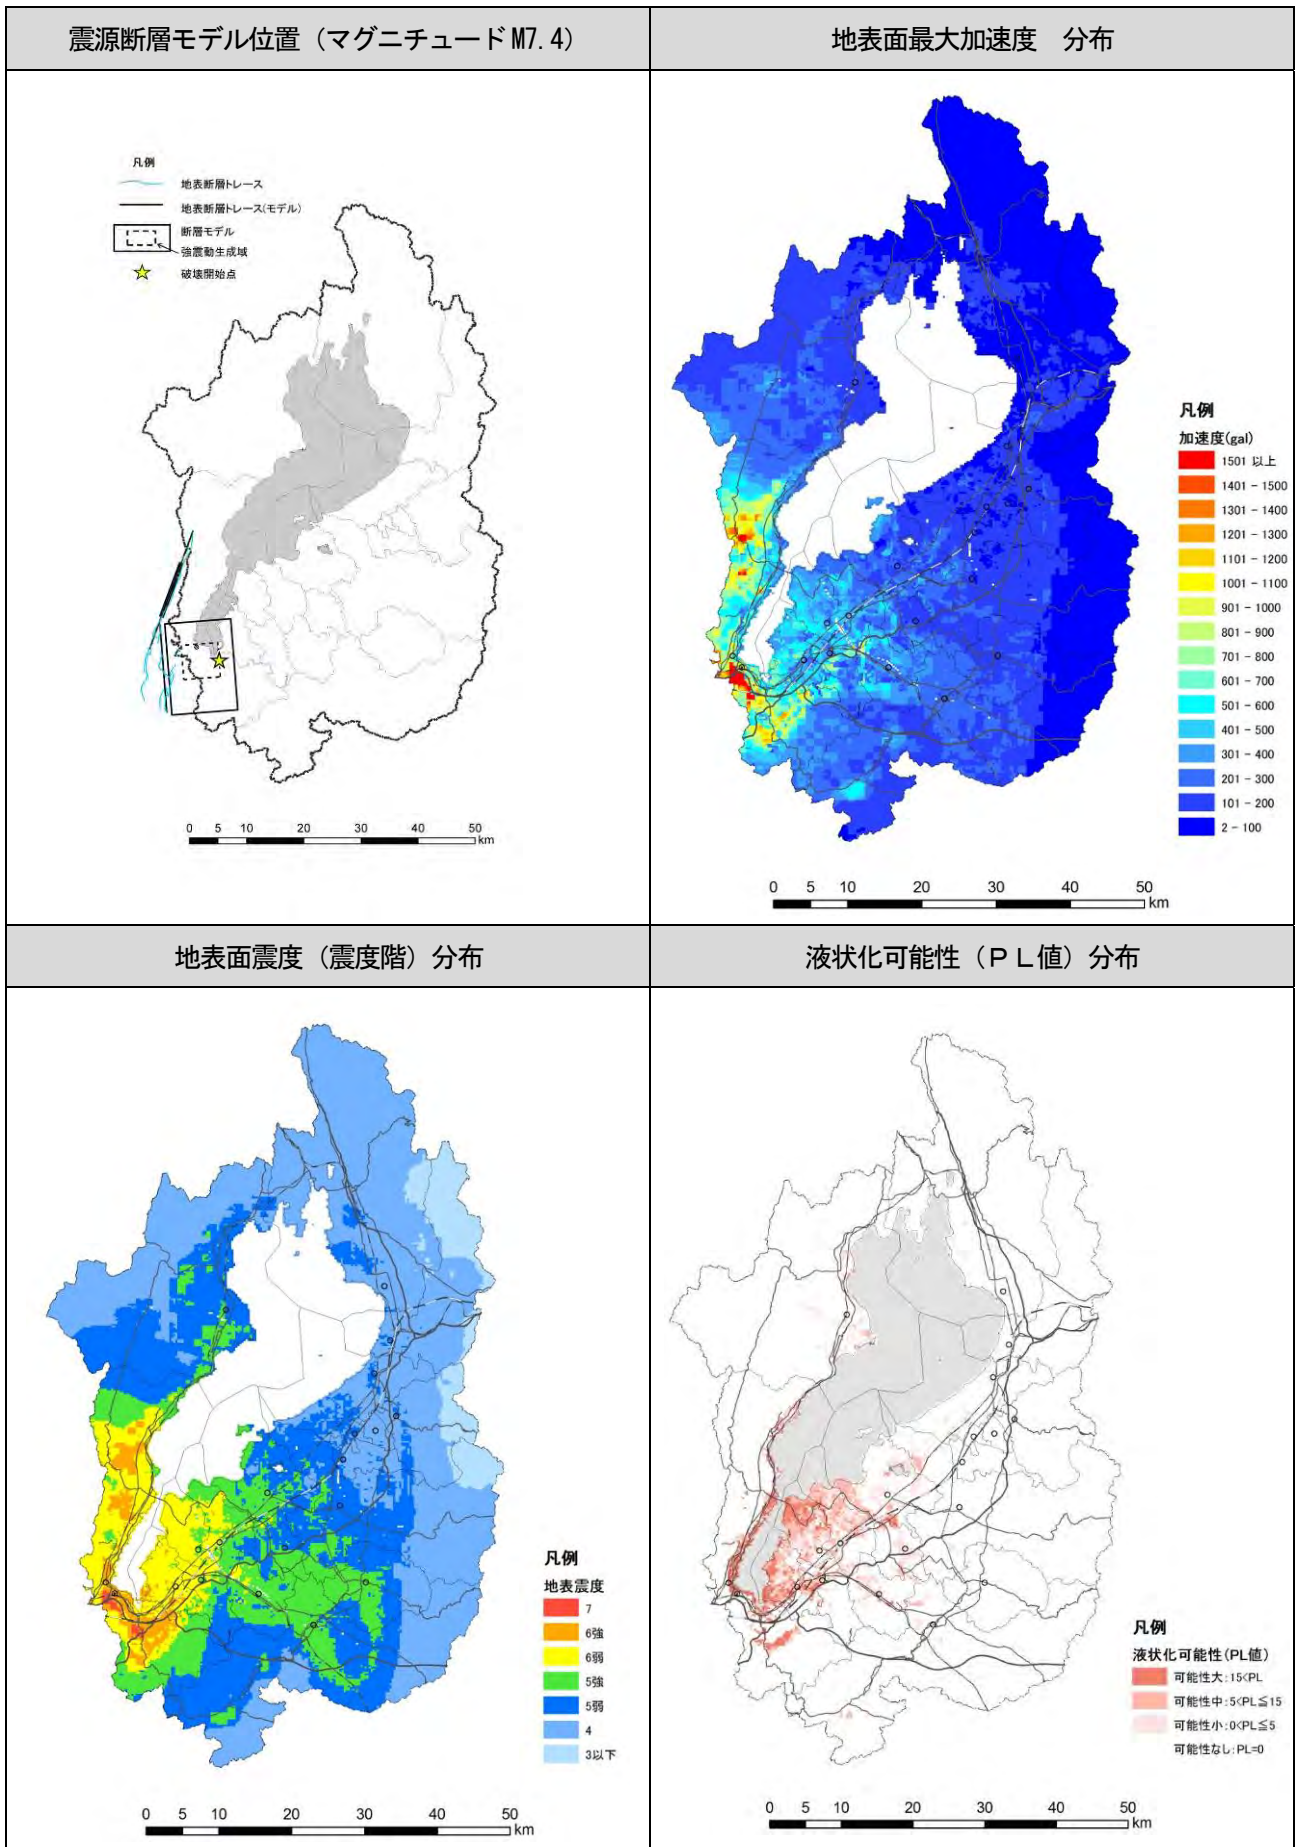 震源断層モデル位置（マグニチュードM7.4）
地表面最大加速度　分布
凡例
地表断層トレース
地表断層トレース(モデル)
断層モデル
強震動生成域
破壊開始点
0 5 10 20 30 40 50
km
凡例
加速度(gal)
1501 以上
1401 - 1500
1301 - 1400
1201 - 1300
1101 - 1200
1001 - 1100
901 - 1000
801 - 900
701 - 800
601 - 700
501 - 600
401 - 500
301 - 400
201 - 300
101 - 200
2 - 100
0 5 10 20 30 40 50
km
地表面震度（震度階）分布
液状化可能性（ＰＬ値）分布
凡例
地表震度
7
6強
6弱
5強
5弱
4
3以下
0 5 10 20 30 40 50
km
凡例
液状化可能性(PL値)
可能性大:15<PL
可能性中:5<PL≦15
可能性小:0<PL≦5
可能性なし:PL=0
0 5 10 20 30 40 50
km